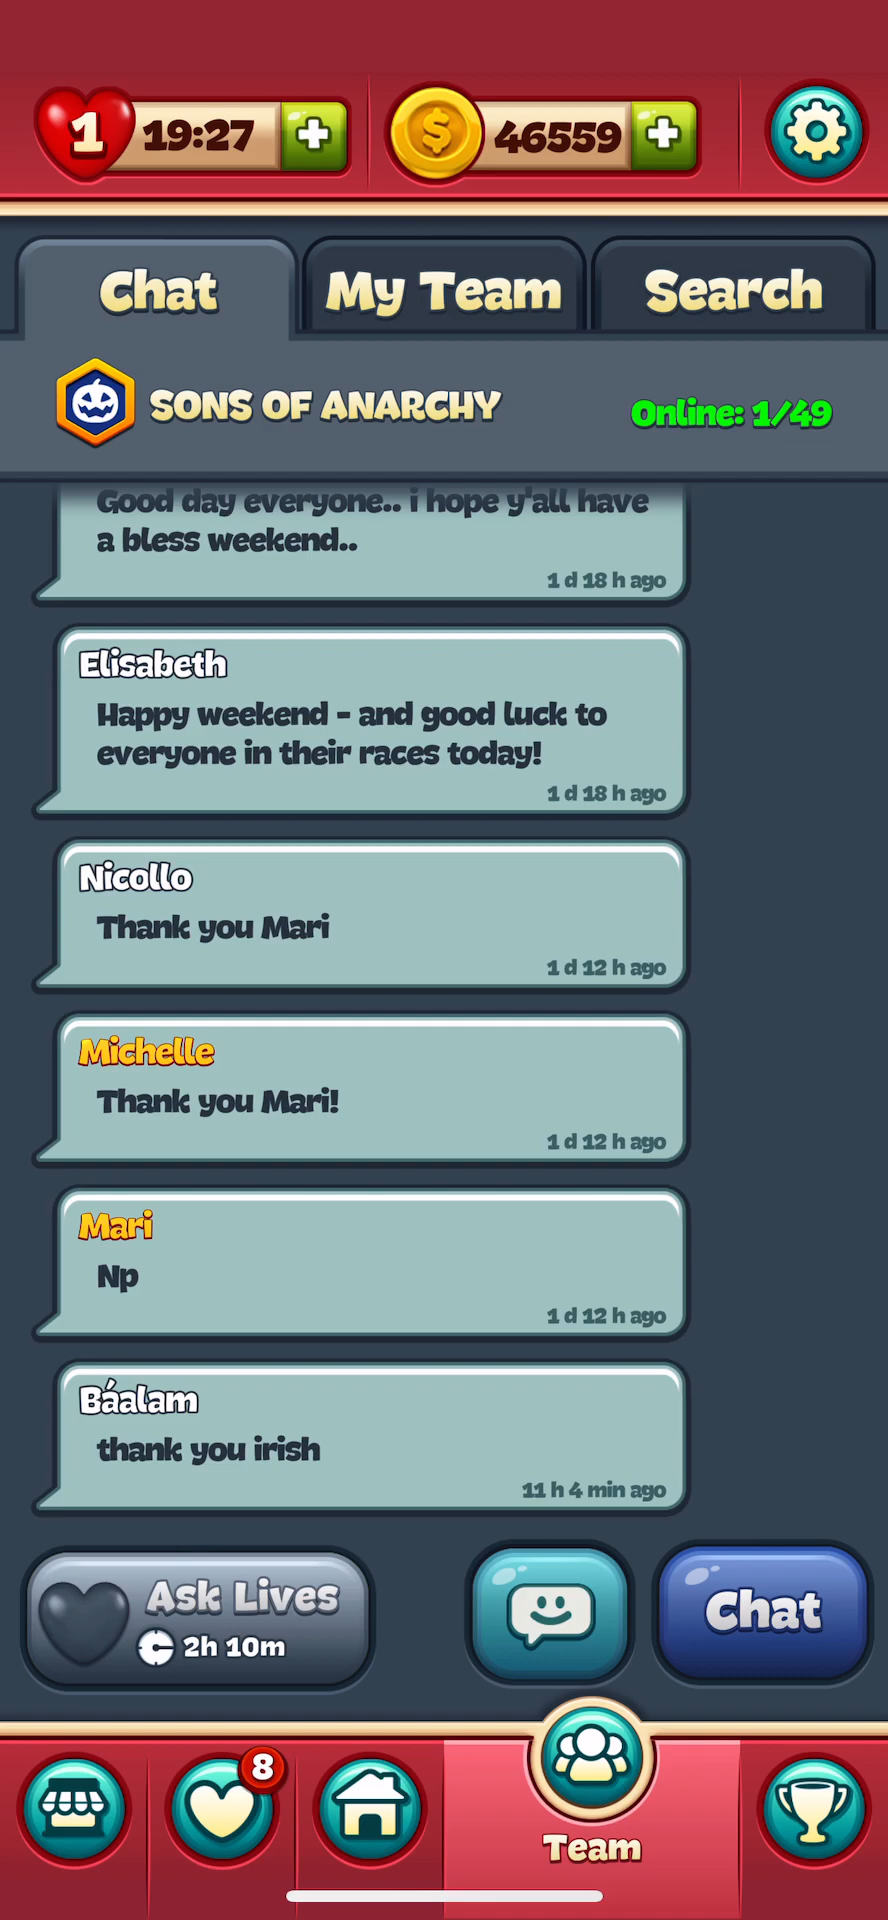 1
19:27
46559
Chat
My Team
Search
SONS OF ANARCHY
Online: 1/49
Good day everyone.. i hope y'all have
a bless weekend..
1 d 18 h ago
Elisabeth
Happy weekend - and good luck to
everyone in their races today!
1 d 18 h ago
Nicollo
Thank you Mari
1 d 12 h ago
Michelle
Thank you Mari!
1 d 12 h ago
Mari
Np
1 d 12 h ago
Báalam
thank you irish
11 h 4 min ago
Ask Lives
2h 10m
Chat
8
Team